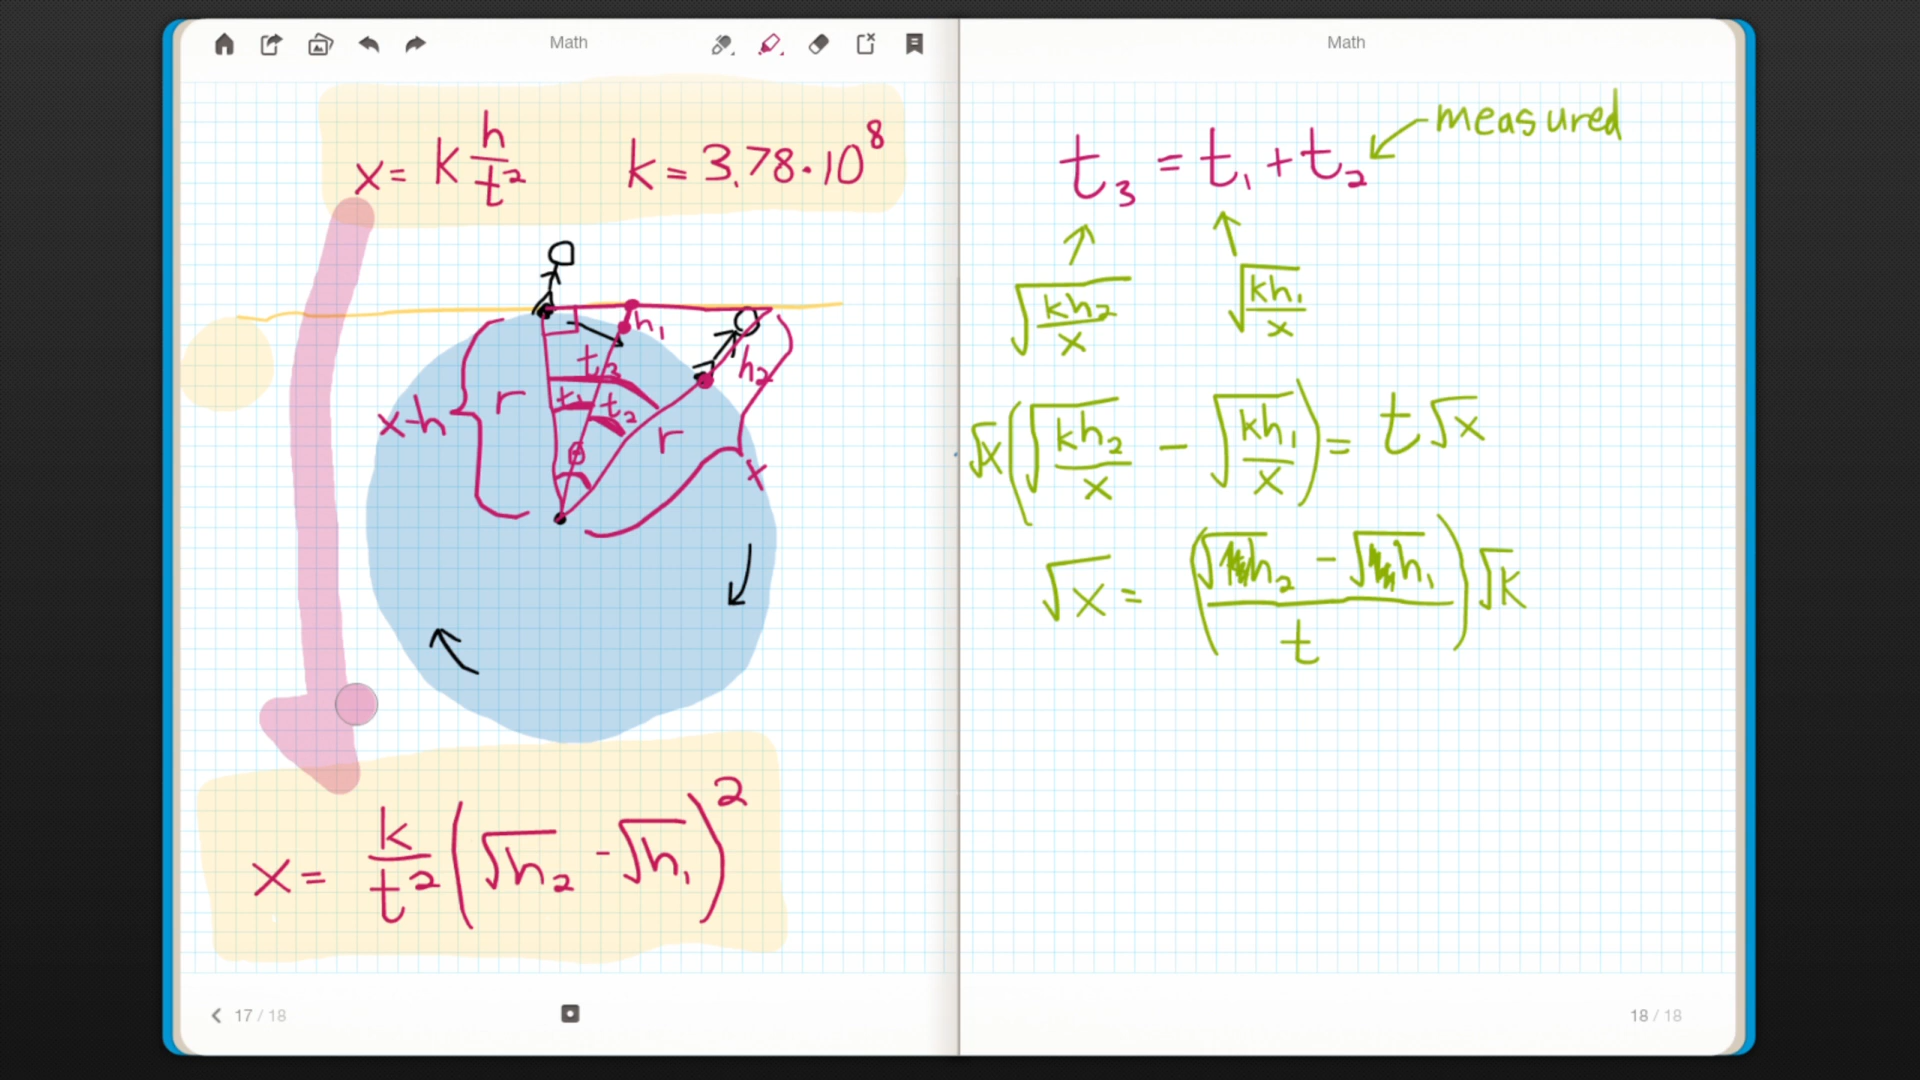 Math
x = k h/t²   k = 3.78·10⁸
h₁
h₂
t₃
t₁ t₂
x-h
r
r
θ
x
x = k/t² (√h₂ - √h₁)²
17 / 18
Math
t₃ = t₁ + t₂ measured
√(kh₂/x)   √(kh₁/x)
√x(√(kh₂/x) - √(kh₁/x)) = t√x
√x = ((√h₂ - √h₁)/t)√k
18 / 18